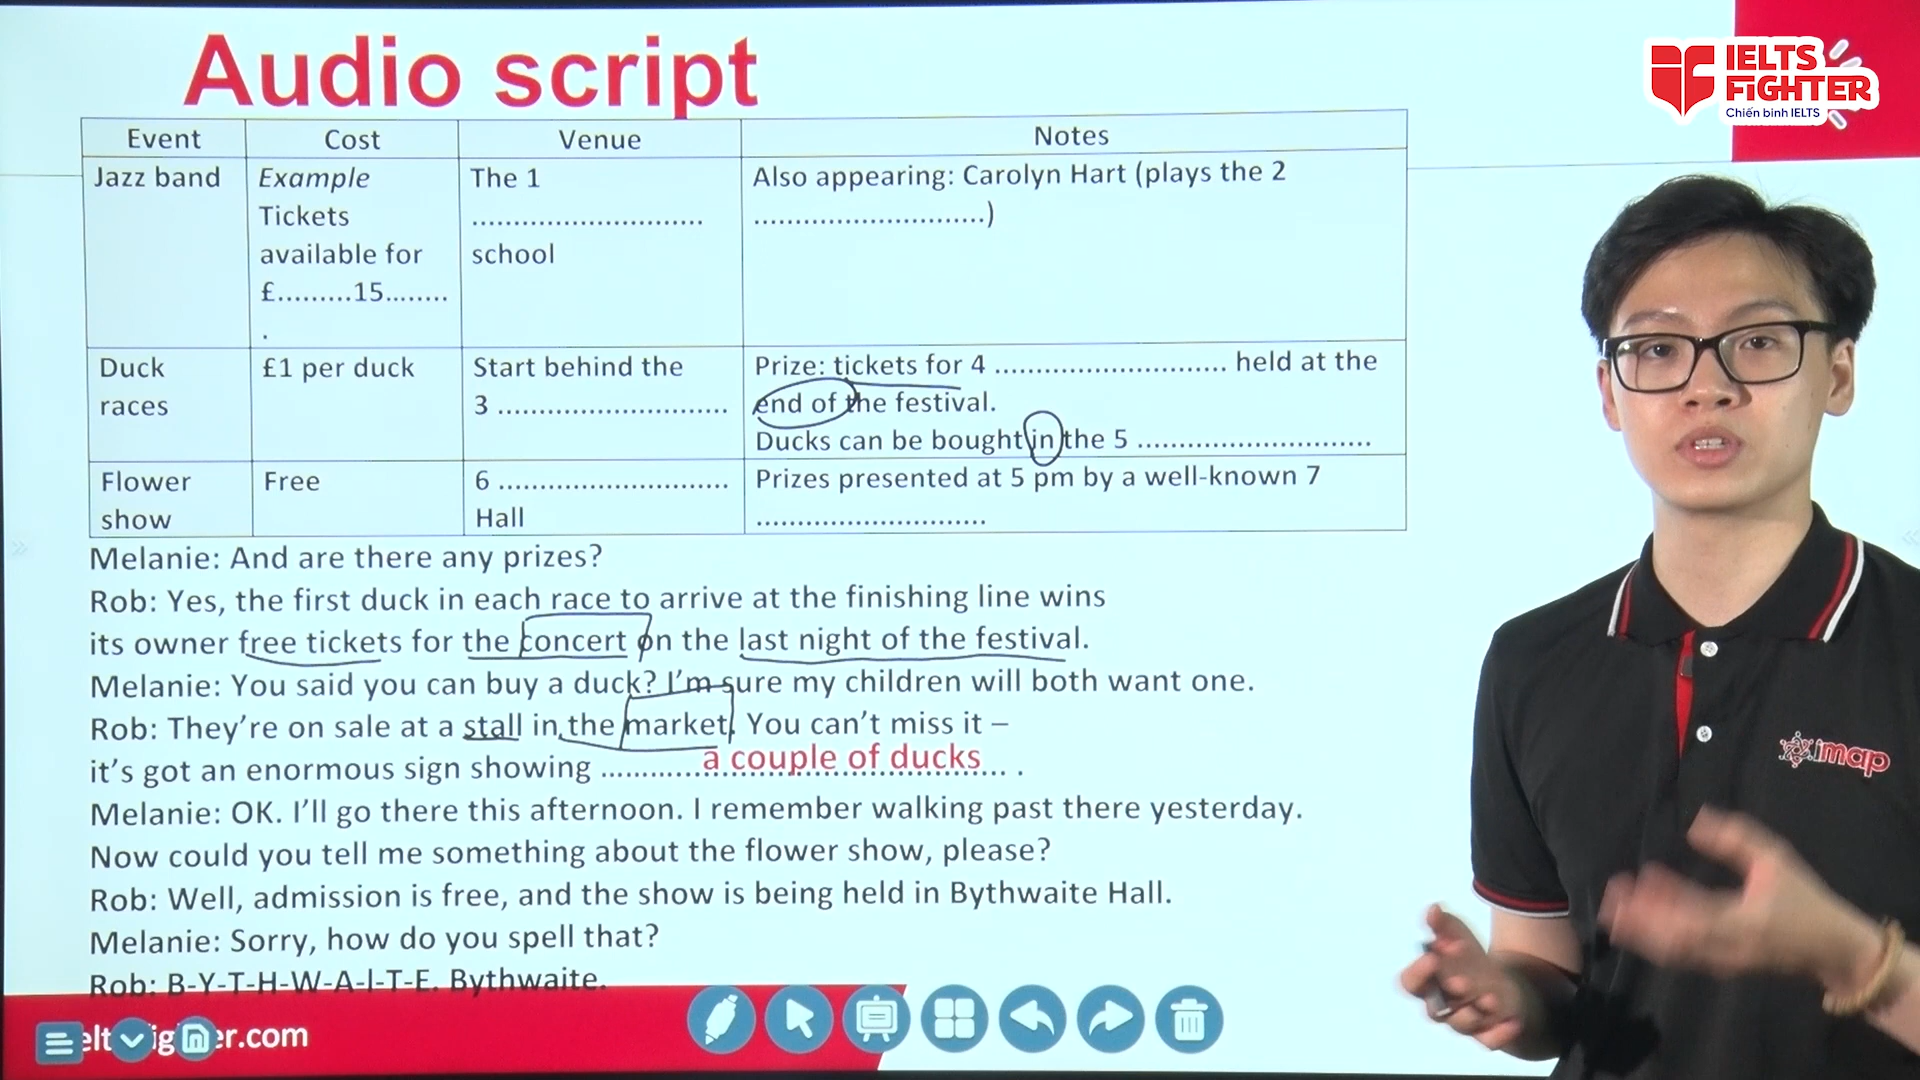 Audio script
IELTS
FIGHTER
Chiến binh IELTS
Event Cost Venue Notes
Jazz band Example The 1 Also appearing: Carolyn Hart (plays the 2
Tickets ............................ ............................)
available for school
£.........15........
.
Duck £1 per duck Start behind the Prize: tickets for 4 ............................ held at the
races 3 ............................ end of the festival.
Ducks can be bought in the 5 ............................
Flower Free 6 ............................ Prizes presented at 5 pm by a well-known 7
show Hall ............................
Melanie: And are there any prizes?
Rob: Yes, the first duck in each race to arrive at the finishing line wins
its owner free tickets for the concert on the last night of the festival.
Melanie: You said you can buy a duck? I'm sure my children will both want one.
Rob: They're on sale at a stall in the market. You can't miss it –
it's got an enormous sign showing ............a couple of ducks... .
Melanie: OK. I'll go there this afternoon. I remember walking past there yesterday.
Now could you tell me something about the flower show, please?
Rob: Well, admission is free, and the show is being held in Bythwaite Hall.
Melanie: Sorry, how do you spell that?
Rob: B-Y-T-H-W-A-I-T-E. Bythwaite.
imap
er.com